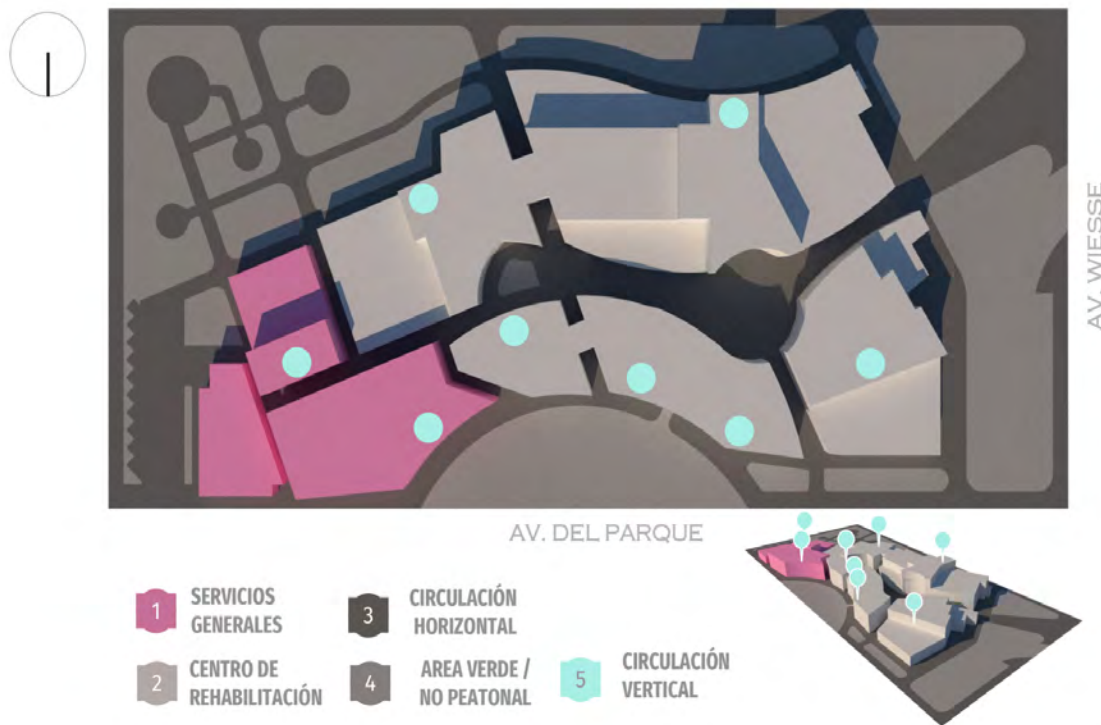 AV. WIESSE
AV. DEL PARQUE
1 SERVICIOS
GENERALES
3 CIRCULACIÓN
HORIZONTAL
2 CENTRO DE
REHABILITACIÓN
4 AREA VERDE /
NO PEATONAL
5 CIRCULACIÓN
VERTICAL